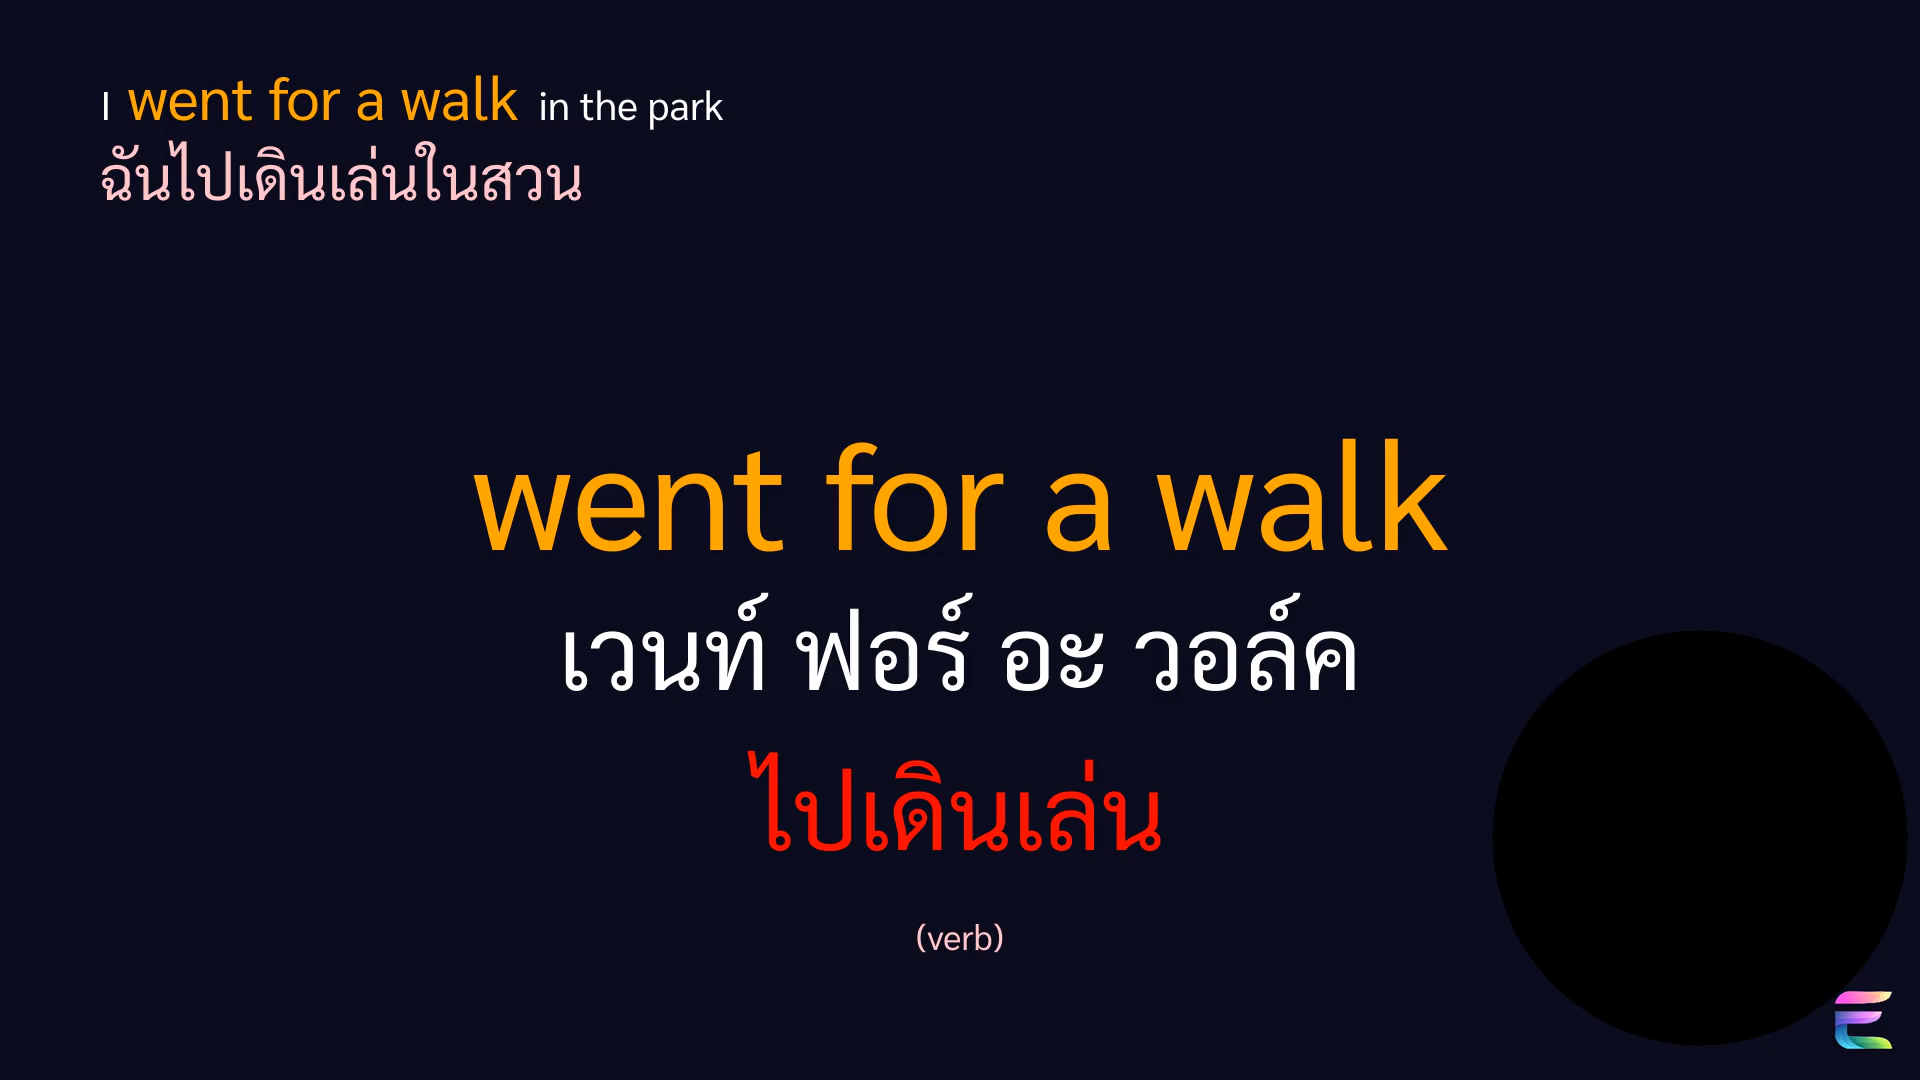 I went for a walk in the park
ฉันไปเดินเล่นในสวน
went for a walk
เวนท์ ฟอร์ อะ วอล์ค
ไปเดินเล่น
(verb)